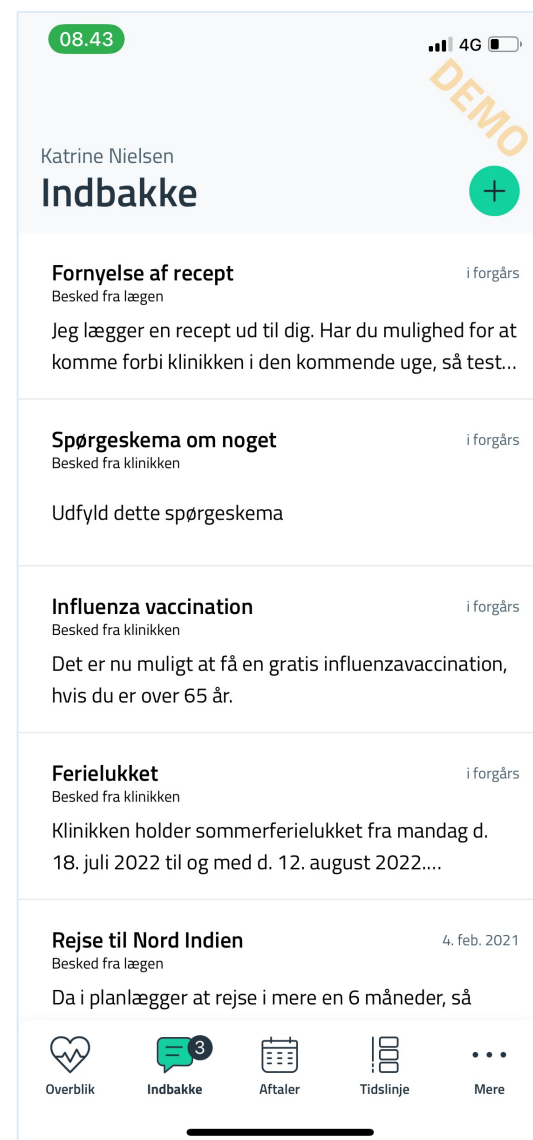 08.43
4G
DEMO
Katrine Nielsen
Indbakke
Fornyelse af recept
i forgårs
Besked fra lægen
Jeg lægger en recept ud til dig. Har du mulighed for at
komme forbi klinikken i den kommende uge, så test...
Spørgeskema om noget
i forgårs
Besked fra klinikken
Udfyld dette spørgeskema
Influenza vaccination
i forgårs
Besked fra klinikken
Det er nu muligt at få en gratis influenzavaccination,
hvis du er over 65 år.
Ferielukket
i forgårs
Besked fra klinikken
Klinikken holder sommerferielukket fra mandag d.
18. juli 2022 til og med d. 12. august 2022....
Rejse til Nord Indien
4. feb. 2021
Besked fra lægen
Da i planlægger at rejse i mere en 6 måneder, så
3
Overblik
Indbakke
Aftaler
Tidslinje
Mere